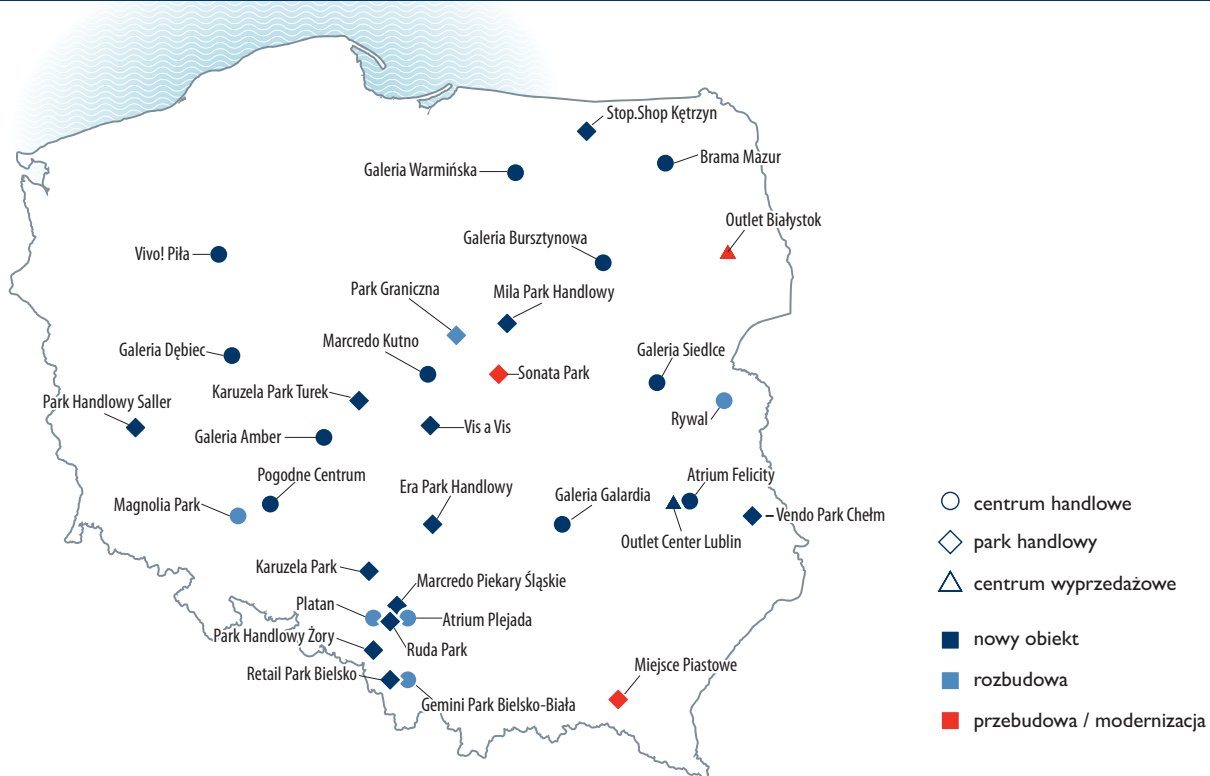 Stop.Shop Kętrzyn
Brama Mazur
Galeria Warmińska
Outlet Białystok
Galeria Bursztynowa
Vivo! Piła
Park Graniczna
Mila Park Handlowy
Marcredo Kutno
Galeria Dębiec
Galeria Siedlce
Sonata Park
Karuzela Park Turek
Park Handlowy Saller
Rywal
Vis a Vis
Galeria Amber
Pogodne Centrum
Atrium Felicity
Era Park Handlowy
Galeria Galardia
Magnolia Park
Vendo Park Chełm
Outlet Center Lublin
Karuzela Park
Marcredo Piekary Śląskie
Platan
Atrium Plejada
Park Handlowy Żory
Ruda Park
Retail Park Bielsko
Miejsce Piastowe
Gemini Park Bielsko-Biała
centrum handlowe
park handlowy
centrum wyprzedażowe
nowy obiekt
rozbudowa
przebudowa / modernizacja